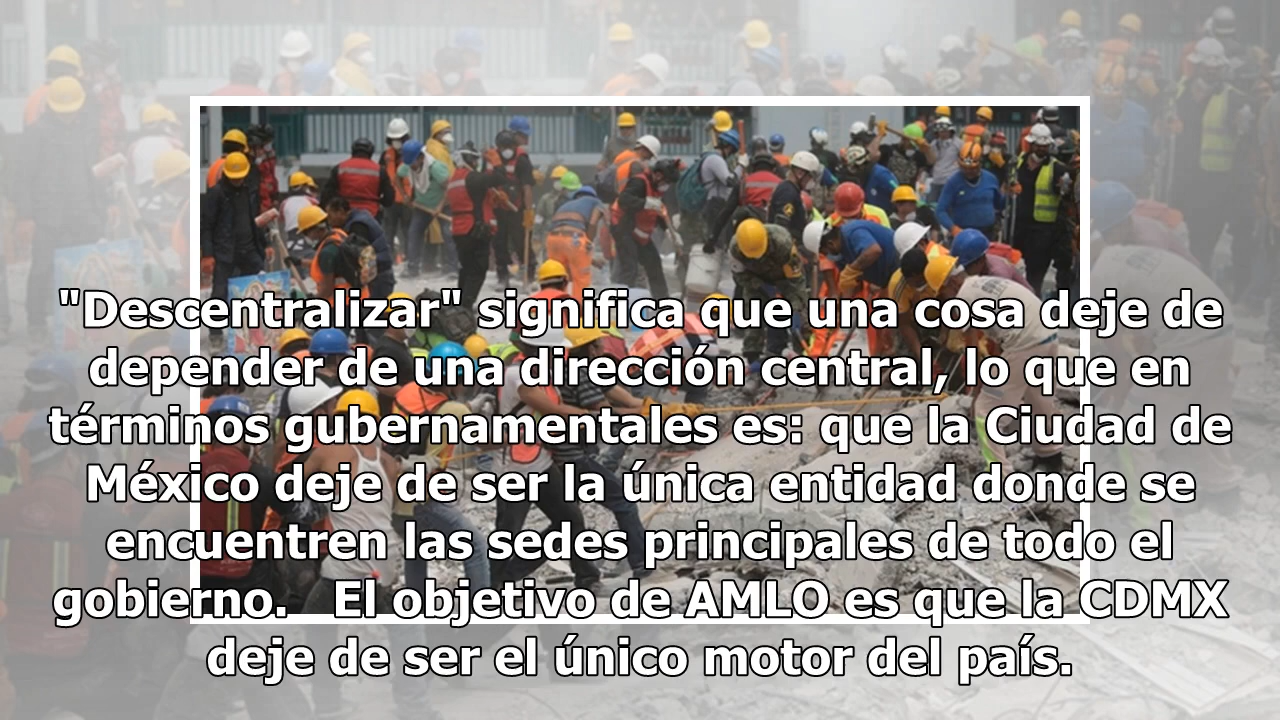 "Descentralizar" significa que una cosa deje de
depender de una dirección central, lo que en
términos gubernamentales es: que la Ciudad de
México deje de ser la única entidad donde se
encuentren las sedes principales de todo el
gobierno.   El objetivo de AMLO es que la CDMX
deje de ser el único motor del país.